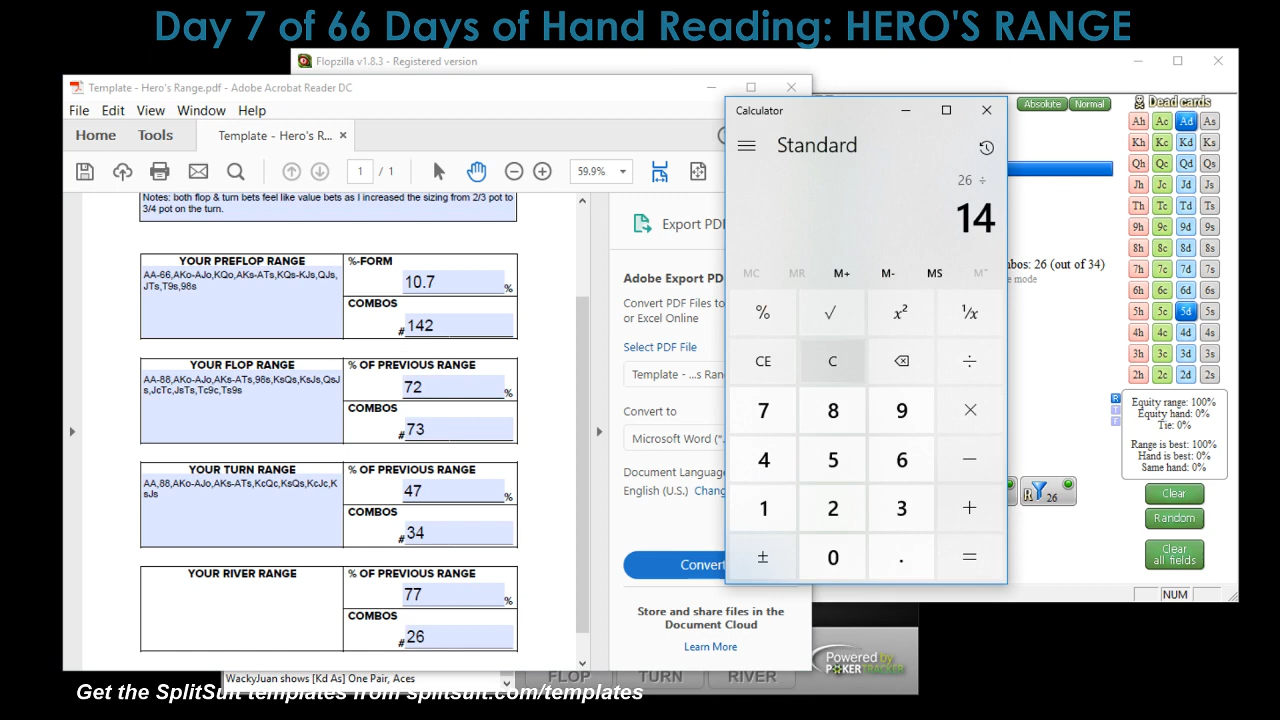 Day 7 of 66 Days of Hand Reading: HERO'S RANGE
Flopzilla v1.8.3 - Registered version
Template - Hero's Range.pdf - Adobe Acrobat Reader DC
File Edit View Window Help
Home Tools Template - Hero's R... ×
1 / 1 59.9%
Notes: both flop & turn bets feel like value bets as I increased the sizing from 2/3 pot to
3/4 pot on the turn.
YOUR PREFLOP RANGE %-FORM
AA-66,AKo-AJo,KQo,AKs-ATs,KQs-KJs,QJs,
JTs,T9s,98s
10.7 %
COMBOS
# 142
YOUR FLOP RANGE % OF PREVIOUS RANGE
AA-88,AKo-AJo,AKs-ATs,98s,KsQs,KsJs,QsJ
s,JcTc,JsTs,Tc9c,Ts9s
72 %
COMBOS
# 73
YOUR TURN RANGE % OF PREVIOUS RANGE
AA,88,AKo-AJo,AKs-ATs,KcQc,KsQs,KcJc,K
sJs
47 %
COMBOS
# 34
YOUR RIVER RANGE % OF PREVIOUS RANGE
77 %
COMBOS
# 26
Export PD
Adobe Export PD
Convert PDF Files to
or Excel Online
Select PDF File
Template - ...s Ran
Convert to
Microsoft Word (*.
Document Language
English (U.S.) Chang
Convert
Store and share files in the
Document Cloud
Learn More
Calculator
Standard
26 ÷
14
MC MR M+ M- MS
% √ x² ¹/x
CE C ÷
7 8 9 ×
4 5 6 −
1 2 3 +
± 0 . =
Absolute Normal
Dead cards
Ah Ac Ad As
Kh Kc Kd Ks
Qh Qc Qd Qs
Jh Jc Jd Js
Th Tc Td Ts
9h 9c 9d 9s
8h 8c 8d 8s
7h 7c 7d 7s
6h 6c 6d 6s
5h 5c 5d 5s
4h 4c 4d 4s
3h 3c 3d 3s
2h 2c 2d 2s
bos: 26 (out of 34)
e mode
R
T
F
Equity range: 100%
Equity hand: 0%
Tie: 0%
Range is best: 100%
Hand is best: 0%
Same hand: 0%
R 26
Clear
Random
Clear
all fields
NUM
Powered by
POKERTRACKER
FLOP TURN RIVER
WackyJuan shows [Kd As] One Pair, Aces
Get the SplitSuit templates from splitsuit.com/templates